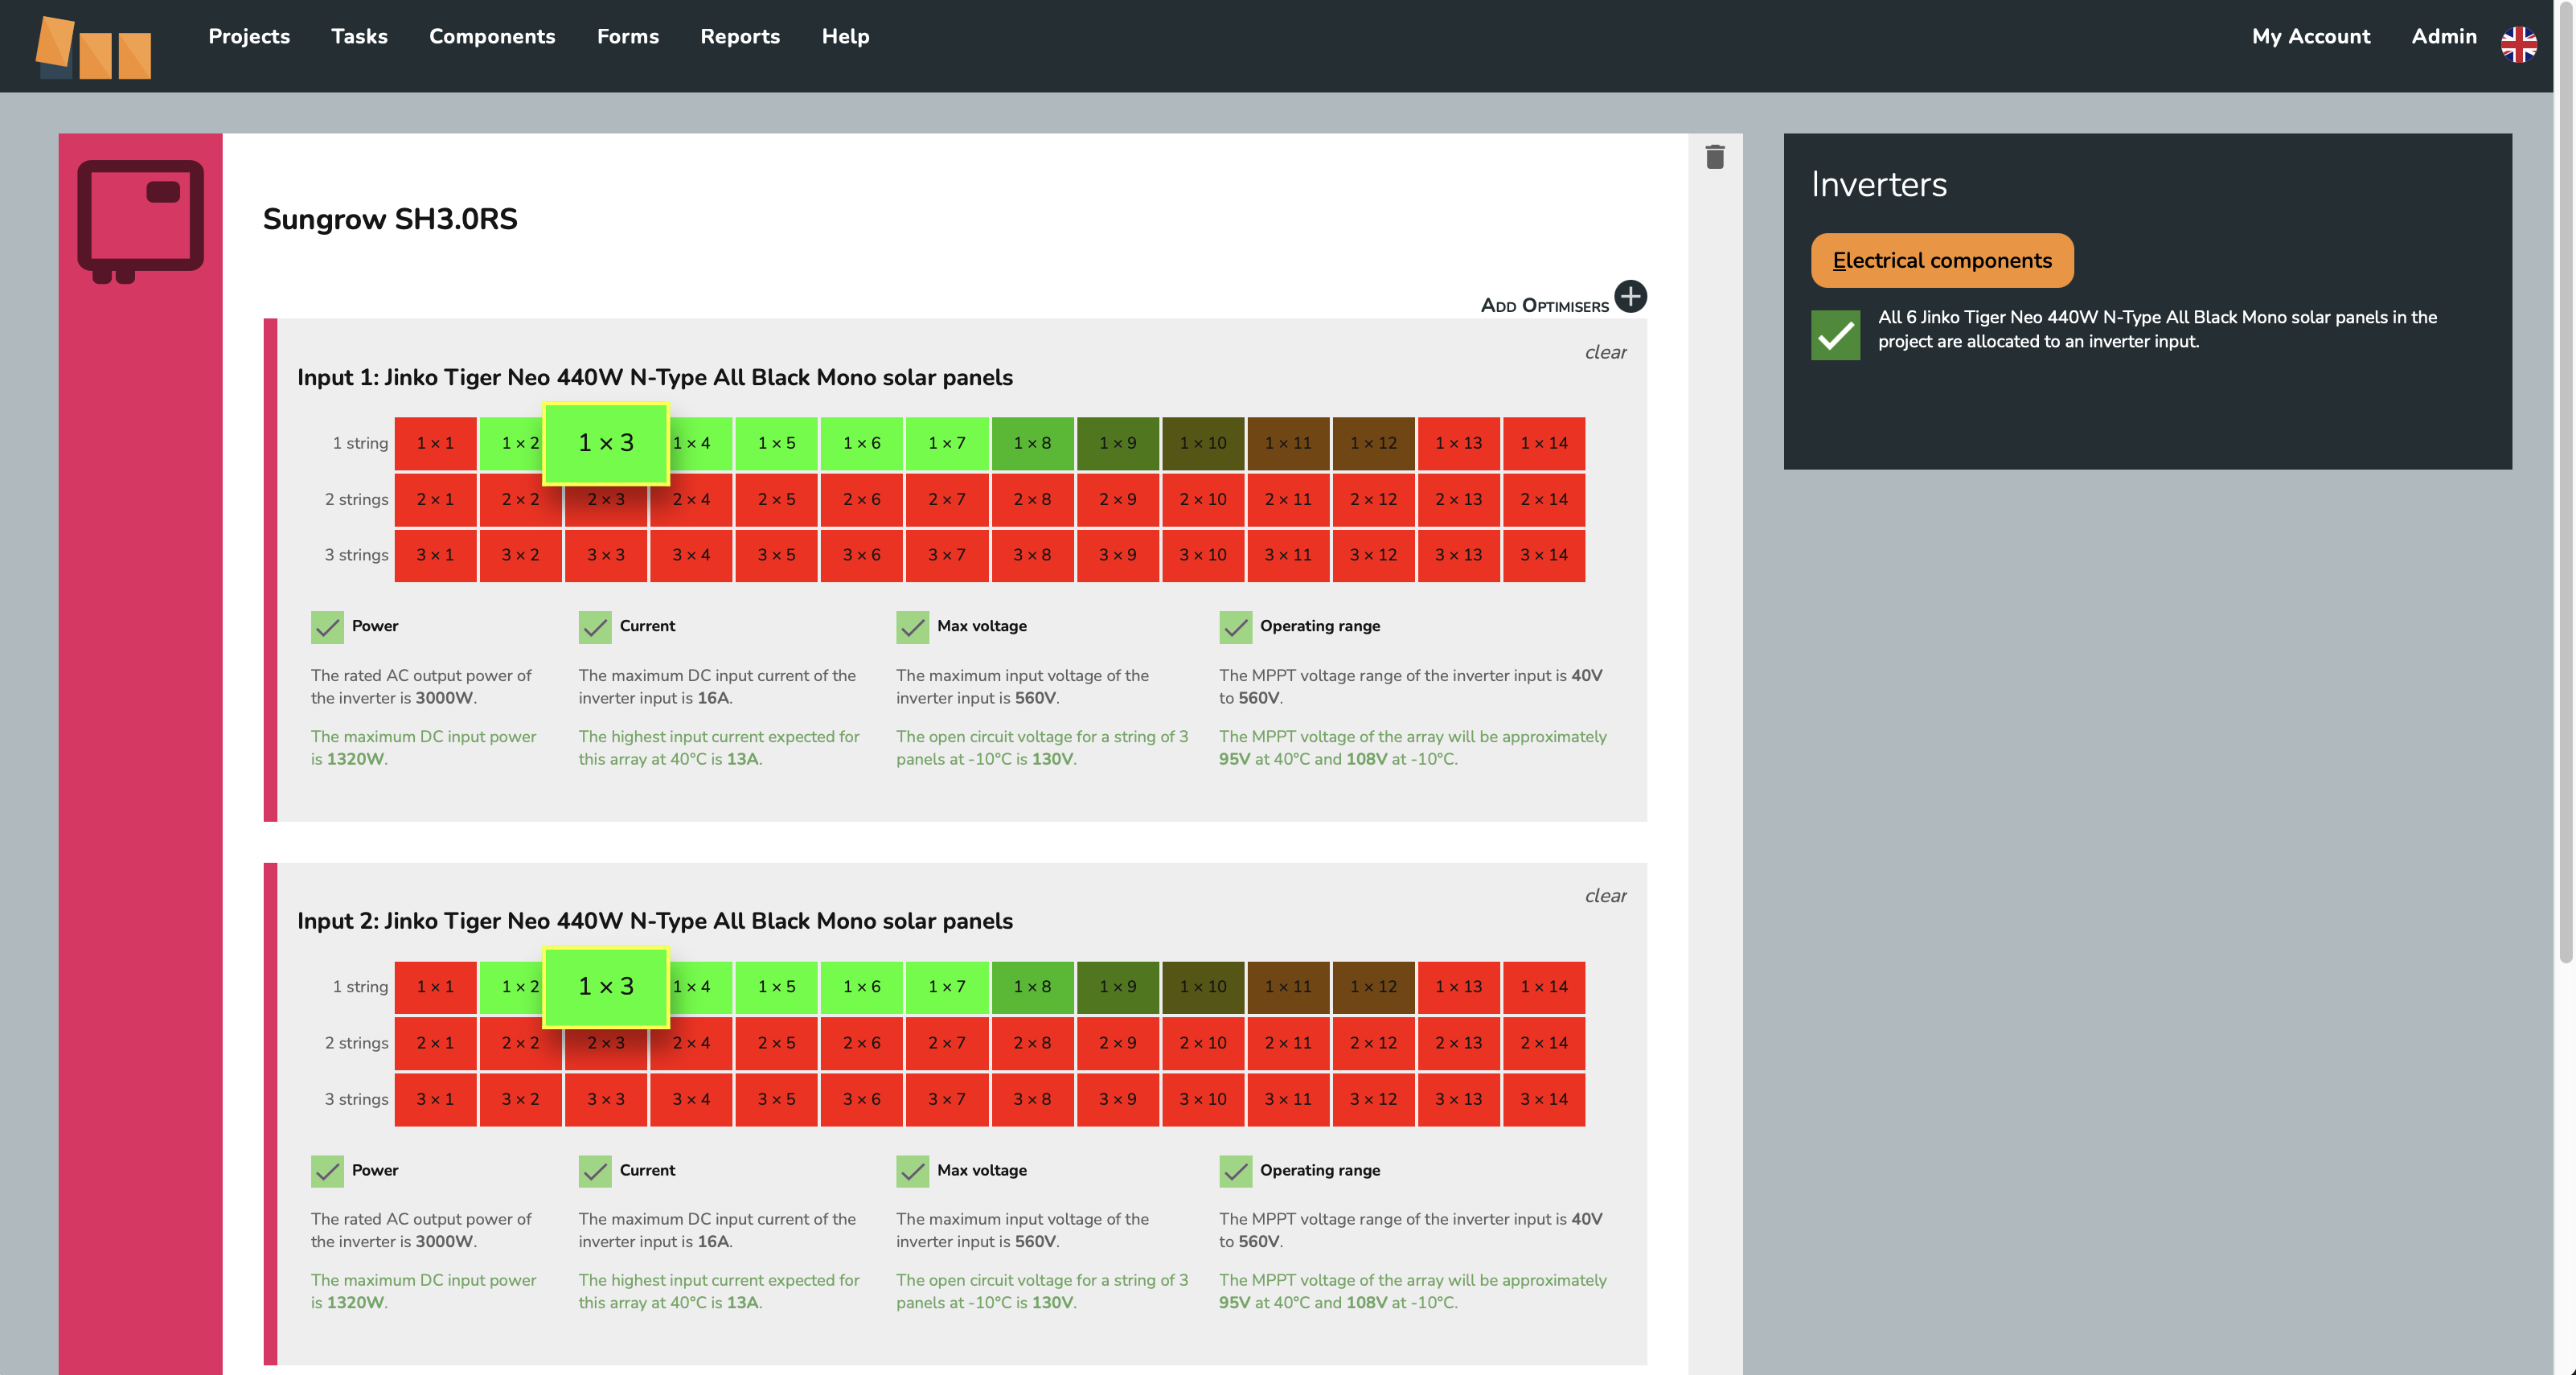 Projects Tasks Components Forms Reports Help My Account Admin
Sungrow SH3.0RS
Add Optimisers
clear
Input 1: Jinko Tiger Neo 440W N-Type All Black Mono solar panels
1 string 1 × 1 1 × 2 1 × 3 1 × 4 1 × 5 1 × 6 1 × 7 1 × 8 1 × 9 1 × 10 1 × 11 1 × 12 1 × 13 1 × 14
2 strings 2 × 1 2 × 2 2 × 3 2 × 4 2 × 5 2 × 6 2 × 7 2 × 8 2 × 9 2 × 10 2 × 11 2 × 12 2 × 13 2 × 14
3 strings 3 × 1 3 × 2 3 × 3 3 × 4 3 × 5 3 × 6 3 × 7 3 × 8 3 × 9 3 × 10 3 × 11 3 × 12 3 × 13 3 × 14
Power
The rated AC output power of
the inverter is 3000W.
The maximum DC input power
is 1320W.
Current
The maximum DC input current of the
inverter input is 16A.
The highest input current expected for
this array at 40°C is 13A.
Max voltage
The maximum input voltage of the
inverter input is 560V.
The open circuit voltage for a string of 3
panels at -10°C is 130V.
Operating range
The MPPT voltage range of the inverter input is 40V
to 560V.
The MPPT voltage of the array will be approximately
95V at 40°C and 108V at -10°C.
clear
Input 2: Jinko Tiger Neo 440W N-Type All Black Mono solar panels
1 string 1 × 1 1 × 2 1 × 3 1 × 4 1 × 5 1 × 6 1 × 7 1 × 8 1 × 9 1 × 10 1 × 11 1 × 12 1 × 13 1 × 14
2 strings 2 × 1 2 × 2 2 × 3 2 × 4 2 × 5 2 × 6 2 × 7 2 × 8 2 × 9 2 × 10 2 × 11 2 × 12 2 × 13 2 × 14
3 strings 3 × 1 3 × 2 3 × 3 3 × 4 3 × 5 3 × 6 3 × 7 3 × 8 3 × 9 3 × 10 3 × 11 3 × 12 3 × 13 3 × 14
Power
The rated AC output power of
the inverter is 3000W.
The maximum DC input power
is 1320W.
Current
The maximum DC input current of the
inverter input is 16A.
The highest input current expected for
this array at 40°C is 13A.
Max voltage
The maximum input voltage of the
inverter input is 560V.
The open circuit voltage for a string of 3
panels at -10°C is 130V.
Operating range
The MPPT voltage range of the inverter input is 40V
to 560V.
The MPPT voltage of the array will be approximately
95V at 40°C and 108V at -10°C.
Inverters
Electrical components
All 6 Jinko Tiger Neo 440W N-Type All Black Mono solar panels in the
project are allocated to an inverter input.